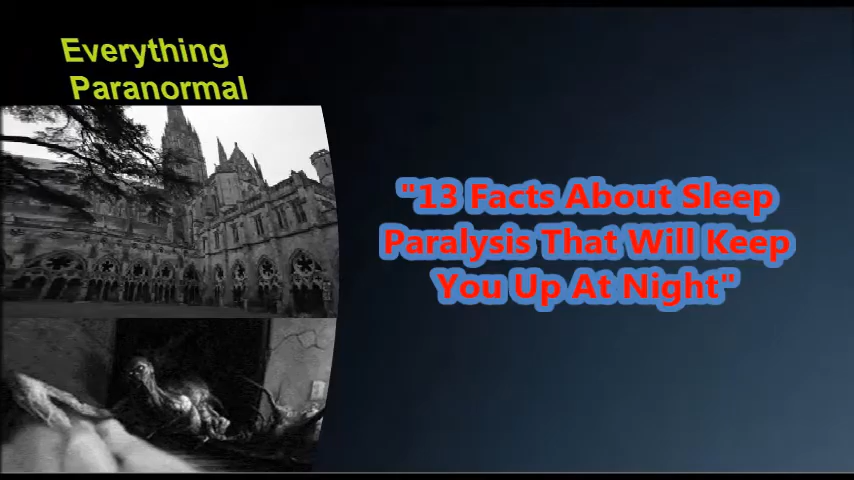 Everything
Paranormal
"13 Facts About Sleep
Paralysis That Will Keep
You Up At Night"